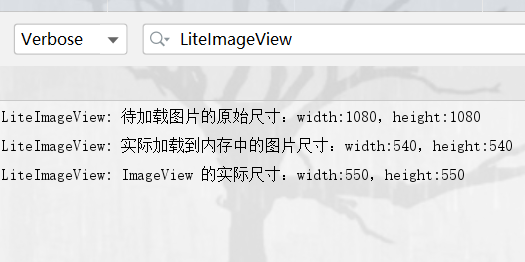 Verbose
LiteImageView
LiteImageView: 待加载图片的原始尺寸：width:1080，height:1080
LiteImageView: 实际加载到内存中的图片尺寸：width:540，height:540
LiteImageView: ImageView 的实际尺寸：width:550，height:550